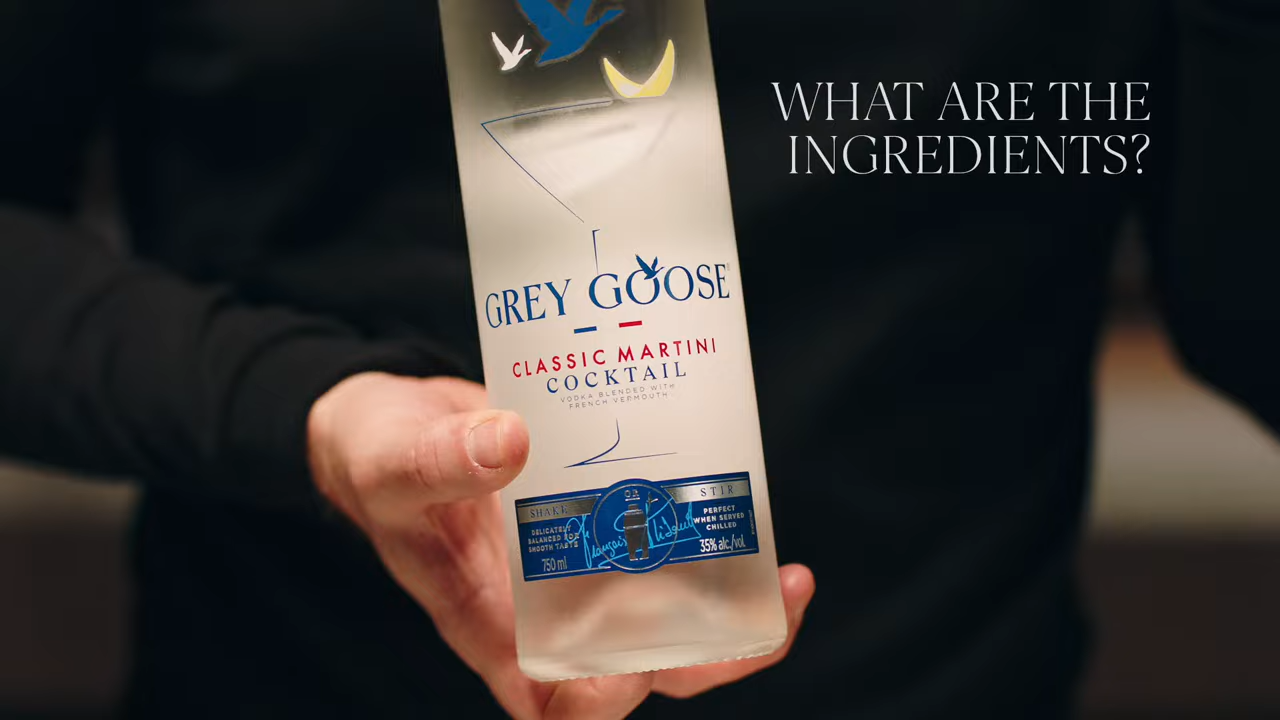 WHAT ARE THE
INGREDIENTS?
GREY GOOSE
CLASSIC MARTINI
COCKTAIL
VODKA BLENDED WITH
FRENCH VERMOUTH
SHAKE
OR
STIR
DELICATELY
BALANCED FOR
SMOOTH TASTE
750 ml
PERFECT
WHEN SERVED
CHILLED
35% alc./vol.